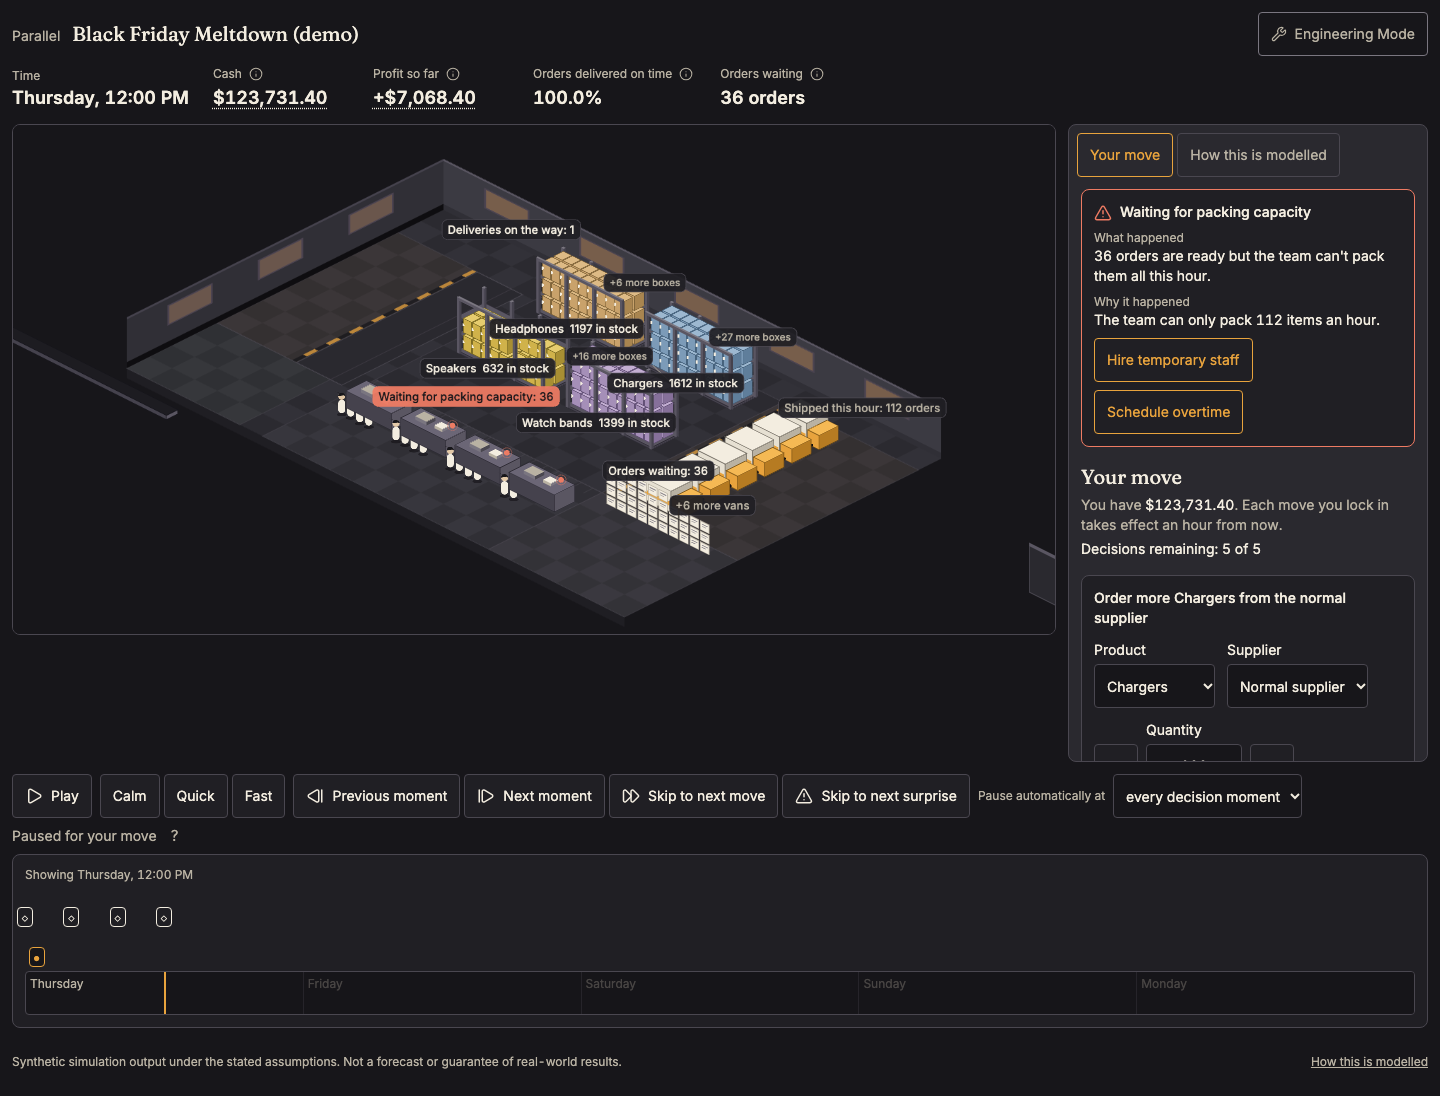 Parallel Black Friday Meltdown (demo)
Engineering Mode
Time
Thursday, 12:00 PM
Cash
$123,731.40
Profit so far
+$7,068.40
Orders delivered on time
100.0%
Orders waiting
36 orders
Deliveries on the way: 1
+6 more boxes
Headphones 1197 in stock
+27 more boxes
+16 more boxes
Speakers 632 in stock
Chargers 1612 in stock
Waiting for packing capacity: 36
Shipped this hour: 112 orders
Watch bands 1399 in stock
Orders waiting: 36
+6 more vans
Your move
How this is modelled
Waiting for packing capacity
What happened
36 orders are ready but the team can't pack
them all this hour.
Why it happened
The team can only pack 112 items an hour.
Hire temporary staff
Schedule overtime
Your move
You have $123,731.40. Each move you lock in
takes effect an hour from now.
Decisions remaining: 5 of 5
Order more Chargers from the normal
supplier
Product
Supplier
Chargers
Normal supplier
Quantity
Play
Calm
Quick
Fast
Previous moment
Next moment
Skip to next move
Skip to next surprise
Pause automatically at
every decision moment
Paused for your move ?
Showing Thursday, 12:00 PM
Thursday
Friday
Saturday
Sunday
Monday
Synthetic simulation output under the stated assumptions. Not a forecast or guarantee of real-world results.
How this is modelled